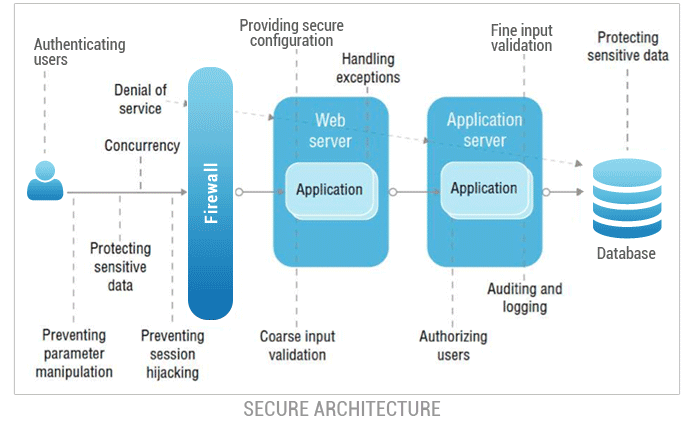 Authenticating
users
Providing secure
configuration
Handling
exceptions
Fine input
validation
Protecting
sensitive data
Denial of
service
Concurrency
Firewall
Web
server
Application
Application
server
Application
Database
Protecting
sensitive
data
Preventing
parameter
manipulation
Preventing
session
hijacking
Coarse input
validation
Authorizing
users
Auditing and
logging
SECURE ARCHITECTURE